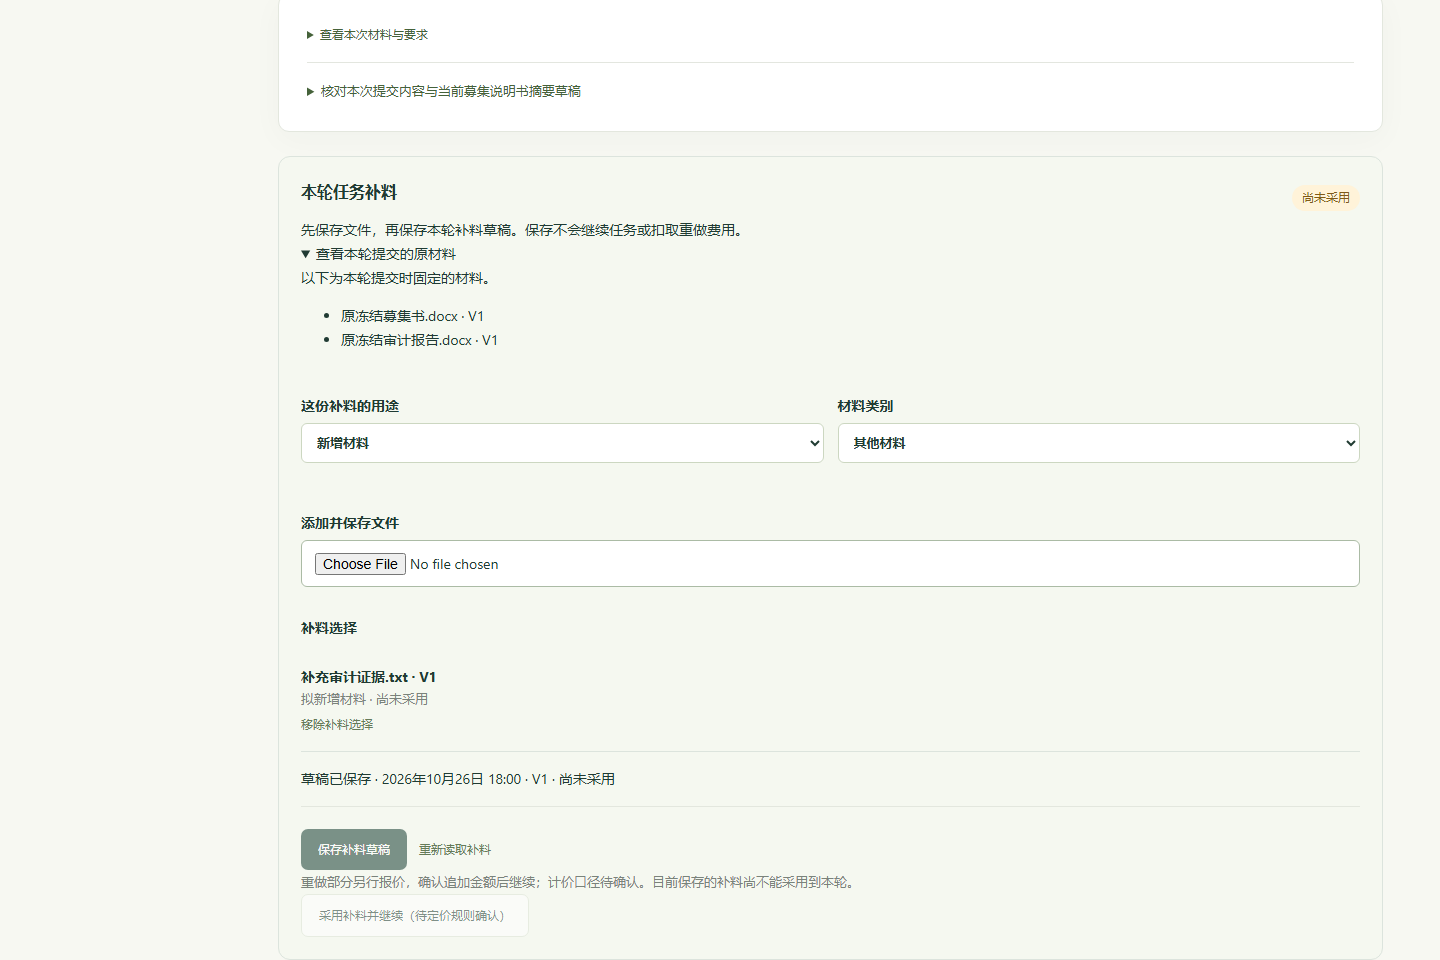 查看本次材料与要求
核对本次提交内容与当前募集说明书摘要草稿
本轮任务补料
尚未采用
先保存文件，再保存本轮补料草稿。保存不会继续任务或扣取重做费用。
查看本轮提交的原材料
以下为本轮提交时固定的材料。
原冻结募集书.docx · V1
原冻结审计报告.docx · V1
这份补料的用途
材料类别
新增材料
其他材料
添加并保存文件
Choose File No file chosen
补料选择
补充审计证据.txt · V1
拟新增材料 · 尚未采用
移除补料选择
草稿已保存 · 2026年10月26日 18:00 · V1 · 尚未采用
保存补料草稿
重新读取补料
重做部分另行报价，确认追加金额后继续；计价口径待确认。目前保存的补料尚不能采用到本轮。
采用补料并继续（待定价规则确认）